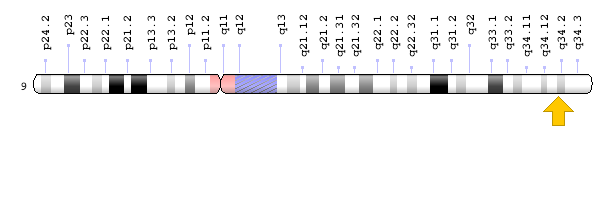 p24.2
p23
p22.3
p22.1
p21.2
p13.3
p13.2
p12
p11.2
q11
q12
q13
q21.12
q21.2
q21.31
q21.32
q22.1
q22.2
q22.32
q31.1
q31.2
q32
q33.1
q33.2
q34.11
q34.12
q34.2
q34.3
9